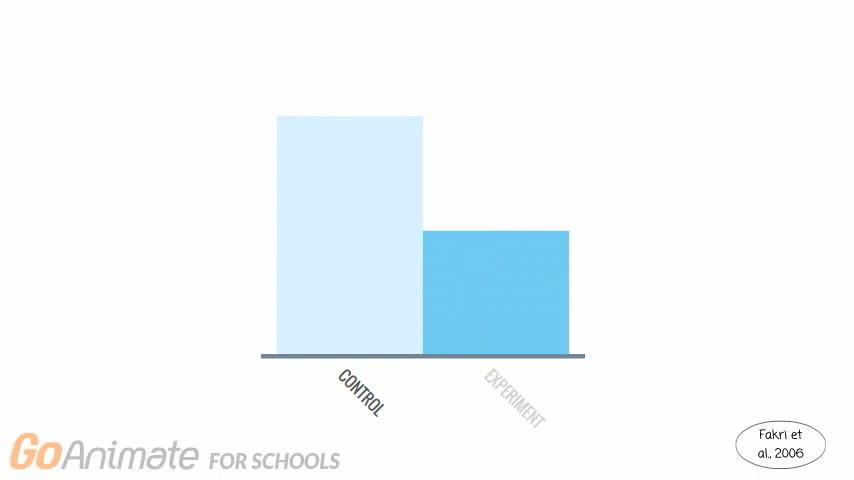 CONTROL
EXPERIMENT
GoAnimate FOR SCHOOLS
Fakri et
al., 2006